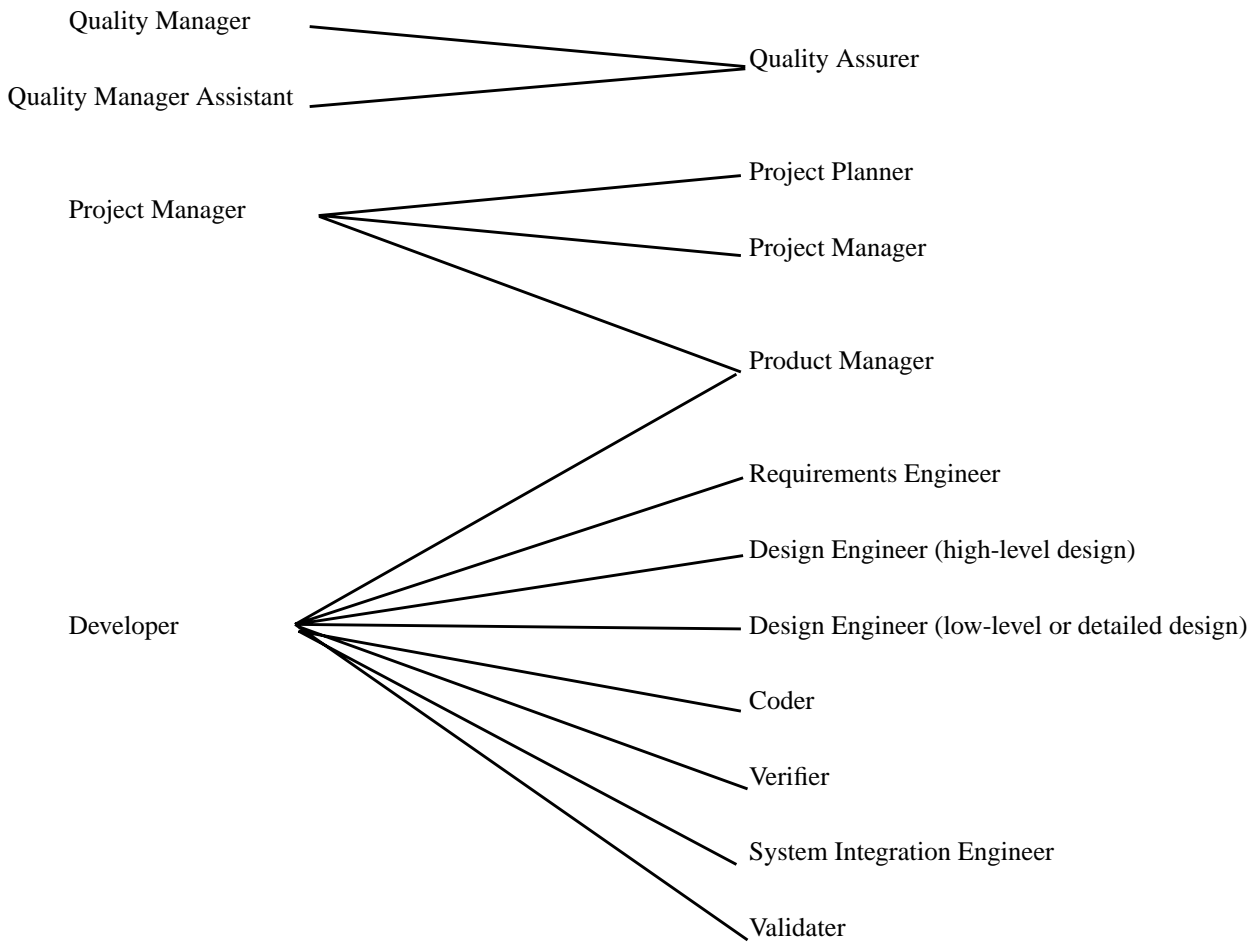 Quality Manager
Quality Assurer
Quality Manager Assistant
Project Planner
Project Manager
Project Manager
Product Manager
Requirements Engineer
Design Engineer (high-level design)
Developer
Design Engineer (low-level or detailed design)
Coder
Verifier
System Integration Engineer
Validater